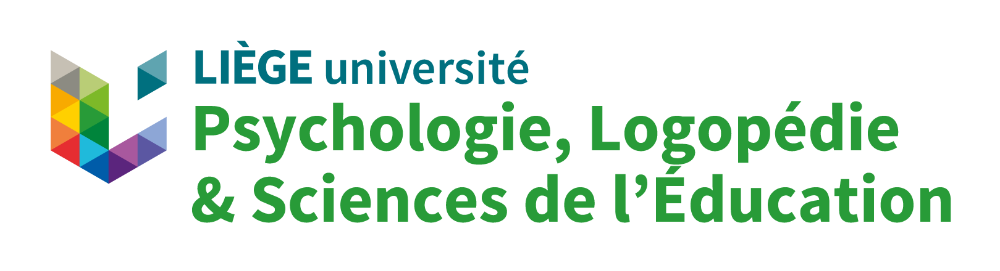 LIÈGE université
Psychologie, Logopédie
& Sciences de l’Éducation